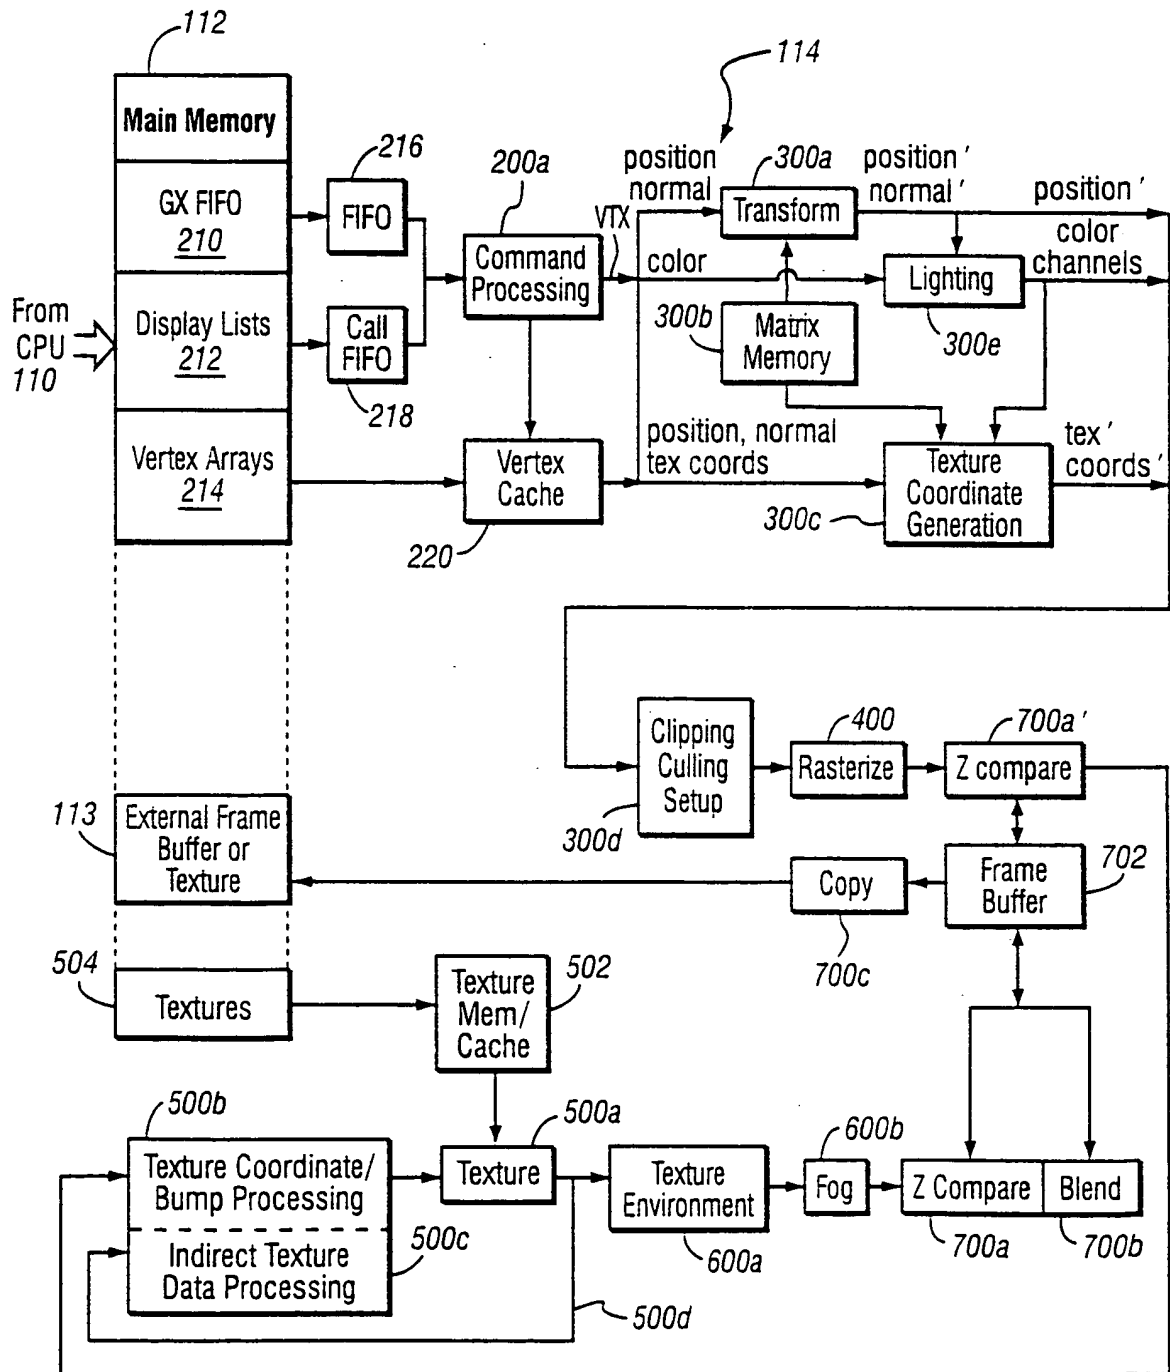 112
114
Main Memory
216
200a
position
normal
300a
position ′
normal ′
position ′
GX FIFO
210
FIFO
Command
Processing
VTX
Transform
color
color
channels
Lighting
From
CPU
110
Display Lists
212
Call
FIFO
218
300b
Matrix
Memory
300e
Vertex Arrays
214
Vertex
Cache
220
position, normal
tex coords
300c
Texture
Coordinate
Generation
tex ′
coords ′
Clipping
Culling
Setup
300d
400
Rasterize
700a ′
Z compare
113
External Frame
Buffer or
Texture
Copy
700c
Frame
Buffer
702
504
Textures
Texture
Mem/
Cache
502
500b
Texture Coordinate/
Bump Processing
500a
Texture
Texture
Environment
600a
600b
Fog
Z Compare
Blend
700a
700b
500c
Indirect Texture
Data Processing
500d